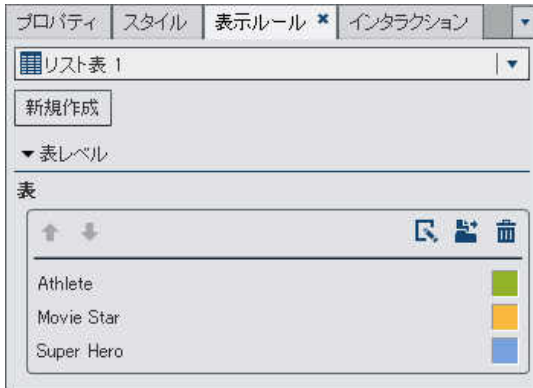 プロパティ スタイル 表示ルール インタラクション
リスト表 1
新規作成
表レベル
表
Athlete
Movie Star
Super Hero